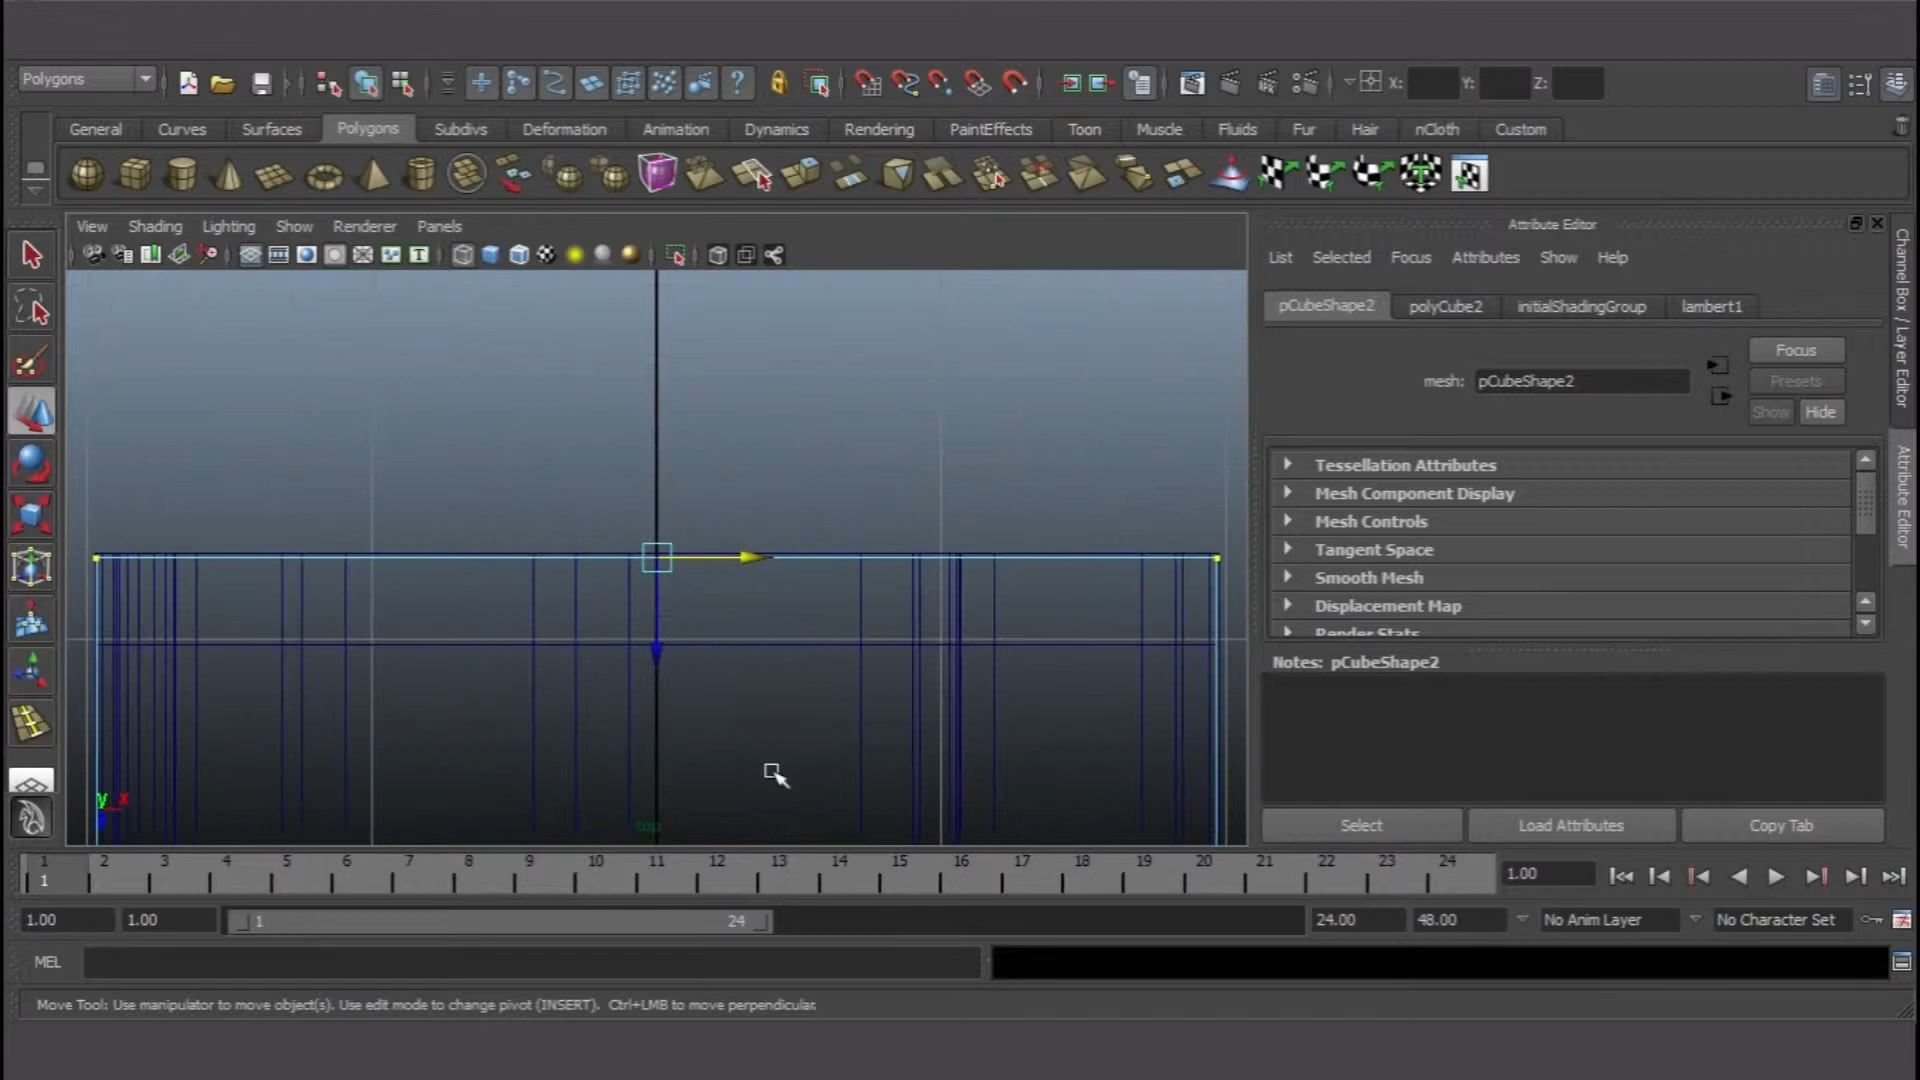 Polygons
X: Y: Z:
General Curves Surfaces Polygons Subdivs Deformation Animation Dynamics Rendering PaintEffects Toon Muscle Fluids Fur Hair nCloth Custom
View Shading Lighting Show Renderer Panels
Attribute Editor
List Selected Focus Attributes Show Help
pCubeShape2 polyCube2 initialShadingGroup lambert1
Focus
mesh: pCubeShape2
Presets
Show Hide
Tessellation Attributes
Mesh Component Display
Mesh Controls
Tangent Space
Smooth Mesh
Displacement Map
Render Stats
Notes: pCubeShape2
Select Load Attributes Copy Tab
Channel Box / Layer Editor
Attribute Editor
y x
top
1 2 3 4 5 6 7 8 9 10 11 12 13 14 15 16 17 18 19 20 21 22 23 24
1
1.00
1.00 1.00 1 24 24.00 48.00 No Anim Layer No Character Set
MEL
Move Tool: Use manipulator to move object(s). Use edit mode to change pivot (INSERT). Ctrl+LMB to move perpendicular.